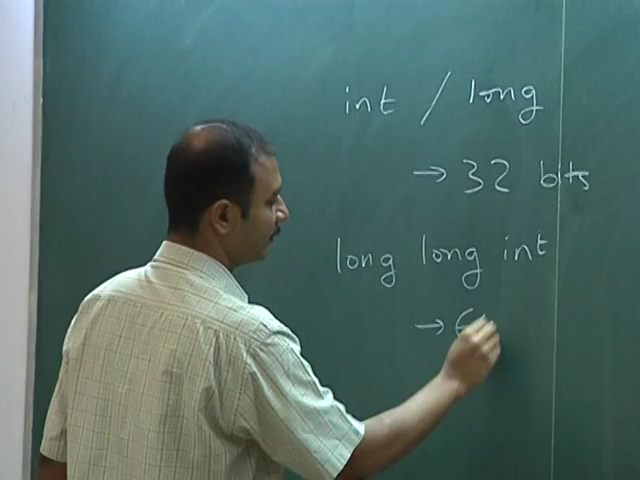 int / long
→ 32 bits
long long int
→ 6